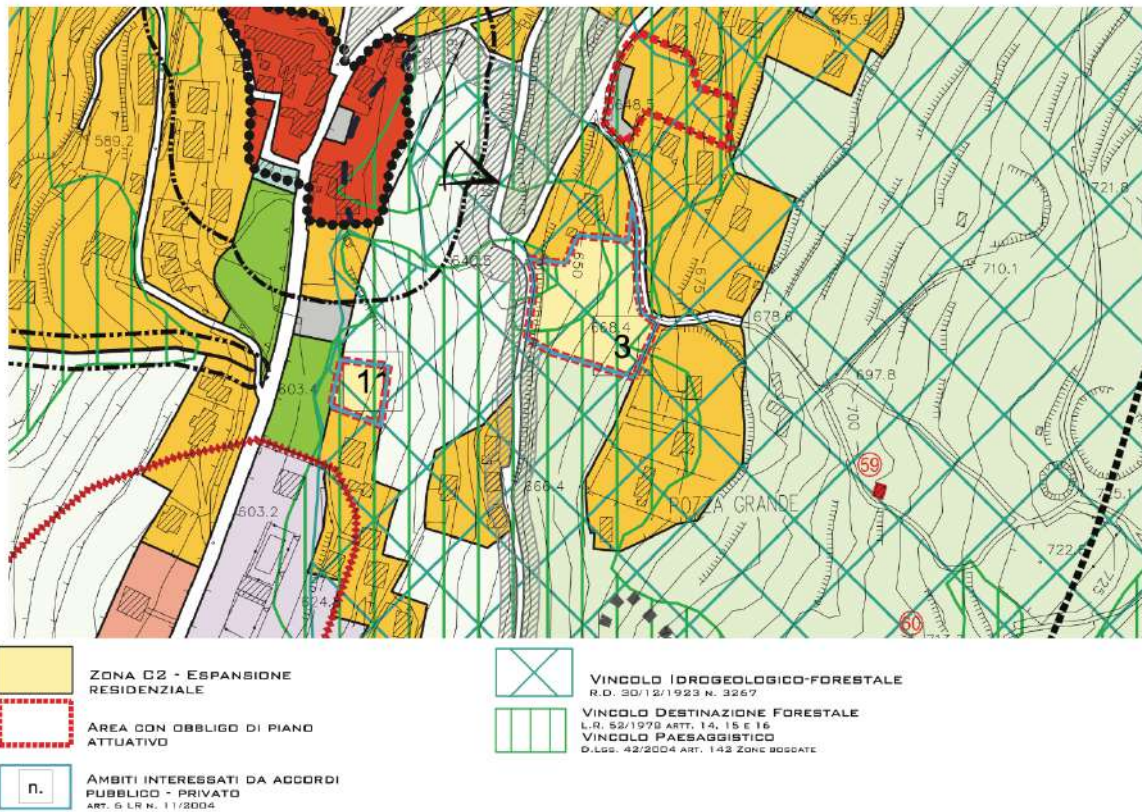 675.9
648.5
589.2
721.8
640.5
650
675
710.1
678.6
668.4
3
11
603.4
697.8
700
59
666.4
POZZA GRANDE
603.2
722.
725
60
ZONA C2 - ESPANSIONE
RESIDENZIALE
AREA CON OBBLIGO DI PIANO
ATTUATIVO
n.
AMBITI INTERESSATI DA ACCORDI
PUBBLICO - PRIVATO
ART. 6 LR N. 11/2004
VINCOLO IDROGEOLOGICO-FORESTALE
R.D. 30/12/1923 N. 3267
VINCOLO DESTINAZIONE FORESTALE
L.R. 52/1978 ARTT. 14, 15 E 16
VINCOLO PAESAGGISTICO
D.LGS. 42/2004 ART. 142 ZONE BOSCATE